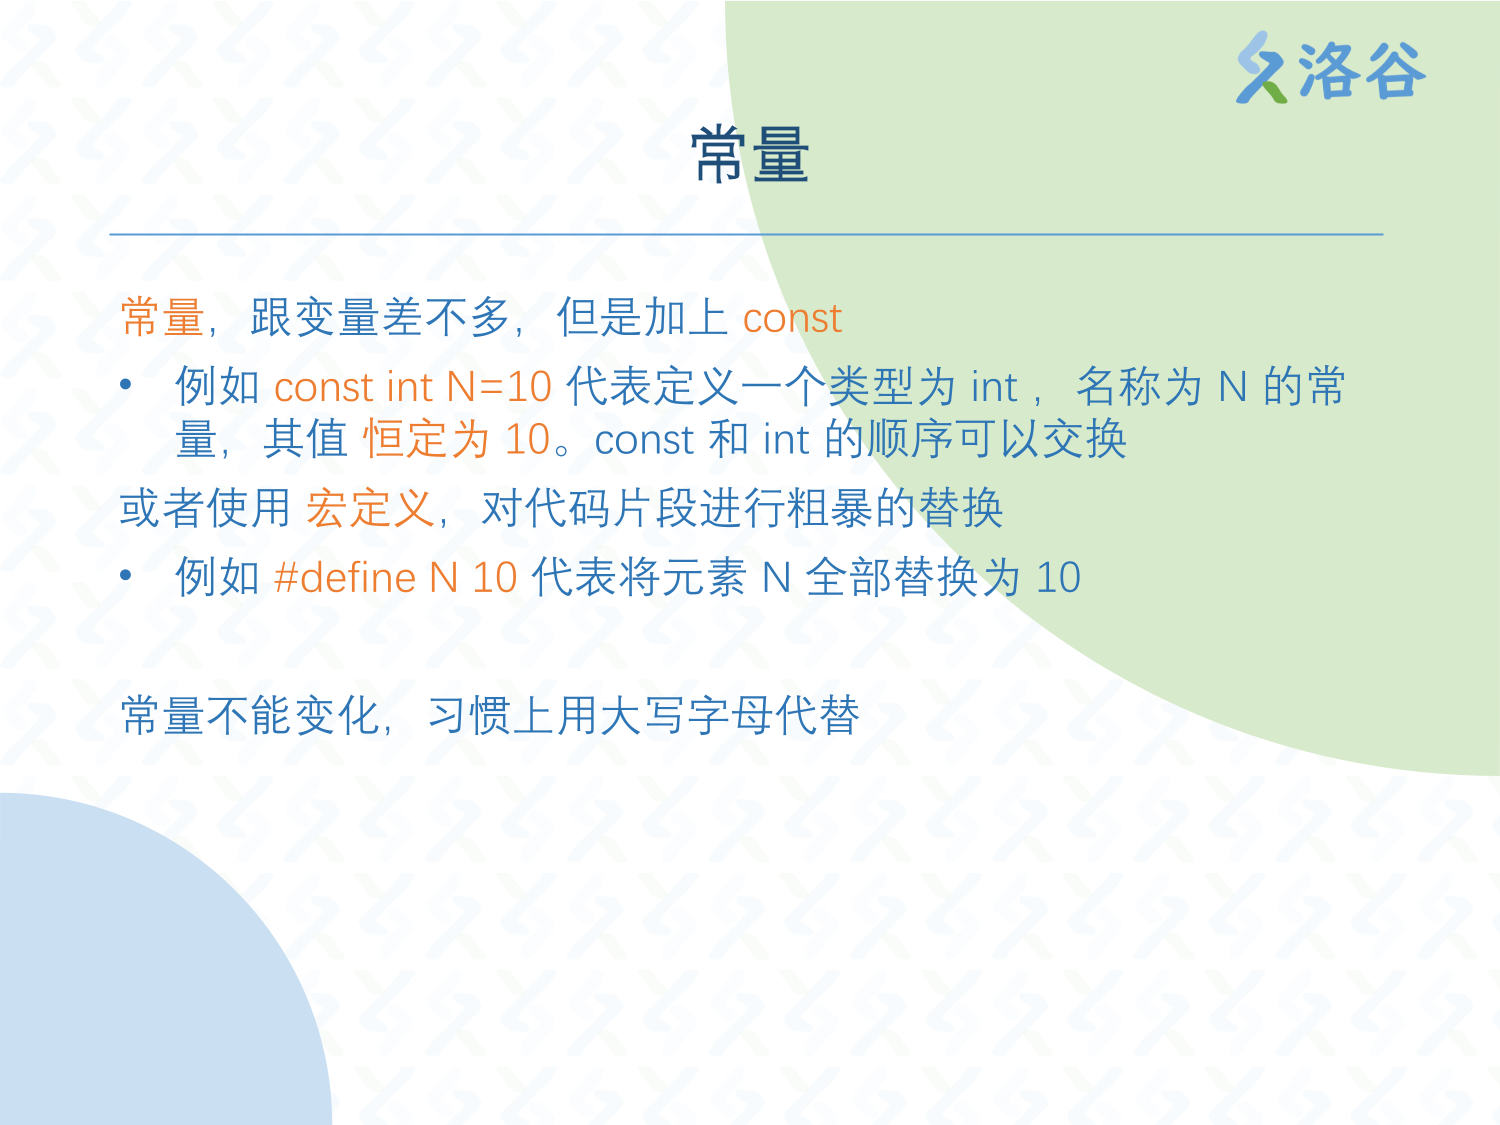 洛谷
常量
常量，跟变量差不多，但是加上 const
• 例如 const int N=10 代表定义一个类型为 int ，名称为 N 的常
量，其值 恒定为 10。const 和 int 的顺序可以交换
或者使用 宏定义，对代码片段进行粗暴的替换
• 例如 #define N 10 代表将元素 N 全部替换为 10
常量不能变化，习惯上用大写字母代替